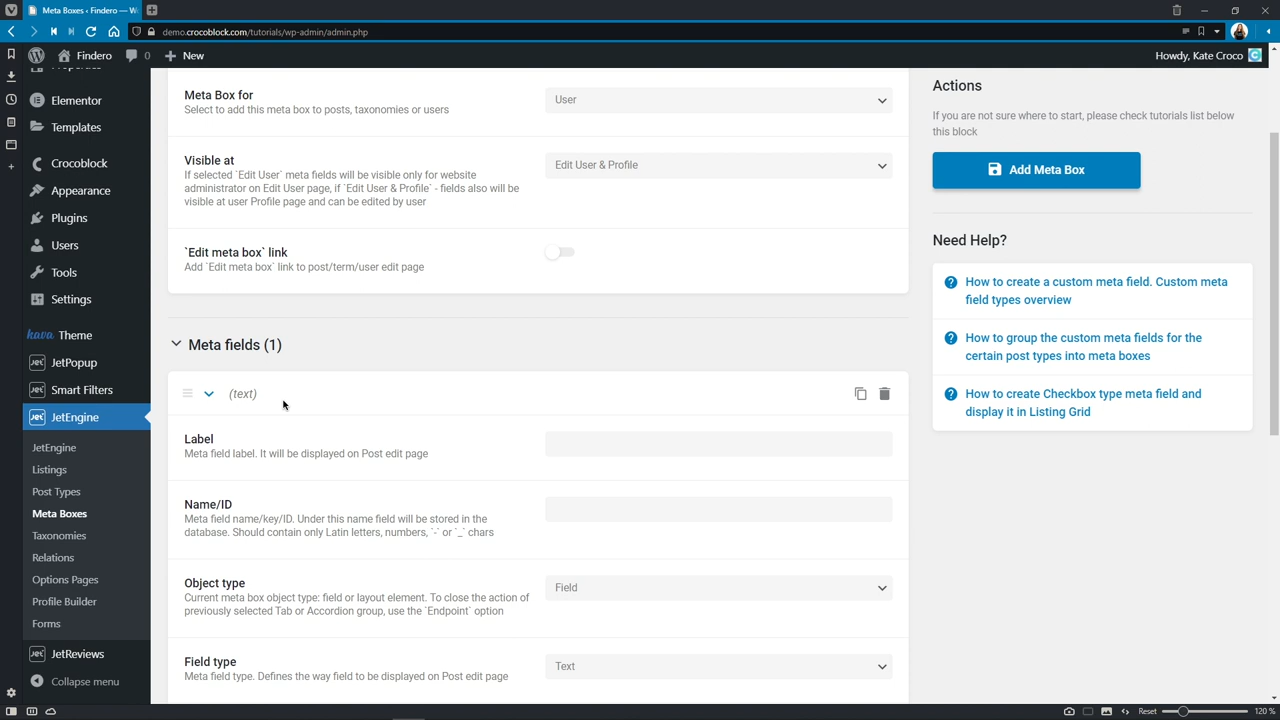 Meta Boxes ‹ Findero — W
demo.crocoblock.com/tutorials/wp-admin/admin.php
Findero
0
New
Howdy, Kate Croco
Elementor
Templates
Crocoblock
Appearance
Plugins
Users
Tools
Settings
kava Theme
JetPopup
Smart Filters
JetEngine
JetEngine
Listings
Post Types
Meta Boxes
Taxonomies
Relations
Options Pages
Profile Builder
Forms
JetReviews
Collapse menu
Meta Box for
Select to add this meta box to posts, taxonomies or users
User
Visible at
If selected `Edit User` meta fields will be visible only for website
administrator on Edit User page, if `Edit User & Profile` - fields also will be
visible at user Profile page and can be edited by user
Edit User & Profile
`Edit meta box` link
Add `Edit meta box` link to post/term/user edit page
Meta fields (1)
(text)
Label
Meta field label. It will be displayed on Post edit page
Name/ID
Meta field name/key/ID. Under this name field will be stored in the
database. Should contain only Latin letters, numbers, `-` or `_` chars
Object type
Current meta box object type: field or layout element. To close the action of
previously selected Tab or Accordion group, use the `Endpoint` option
Field
Field type
Meta field type. Defines the way field to be displayed on Post edit page
Text
Actions
If you are not sure where to start, please check tutorials list below
this block
Add Meta Box
Need Help?
How to create a custom meta field. Custom meta
field types overview
How to group the custom meta fields for the
certain post types into meta boxes
How to create Checkbox type meta field and
display it in Listing Grid
Reset
120 %